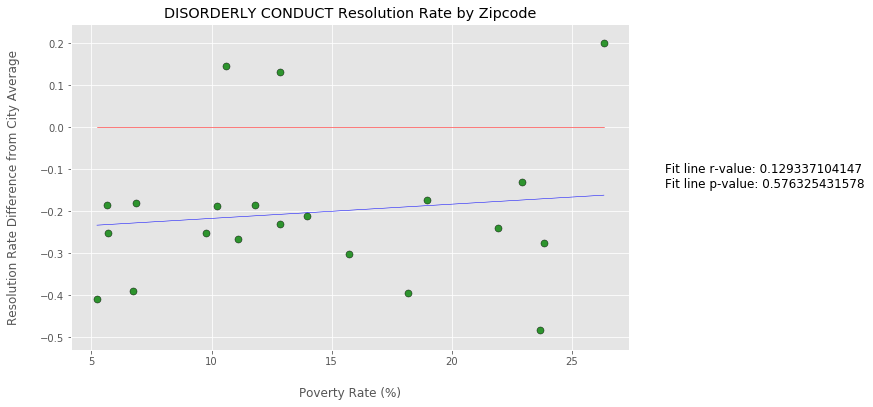 DISORDERLY CONDUCT Resolution Rate by Zipcode
Resolution Rate Difference from City Average
0.2
0.1
0.0
−0.1
−0.2
−0.3
−0.4
−0.5
5
10
15
20
25
Poverty Rate (%)
Fit line r-value: 0.129337104147
Fit line p-value: 0.576325431578